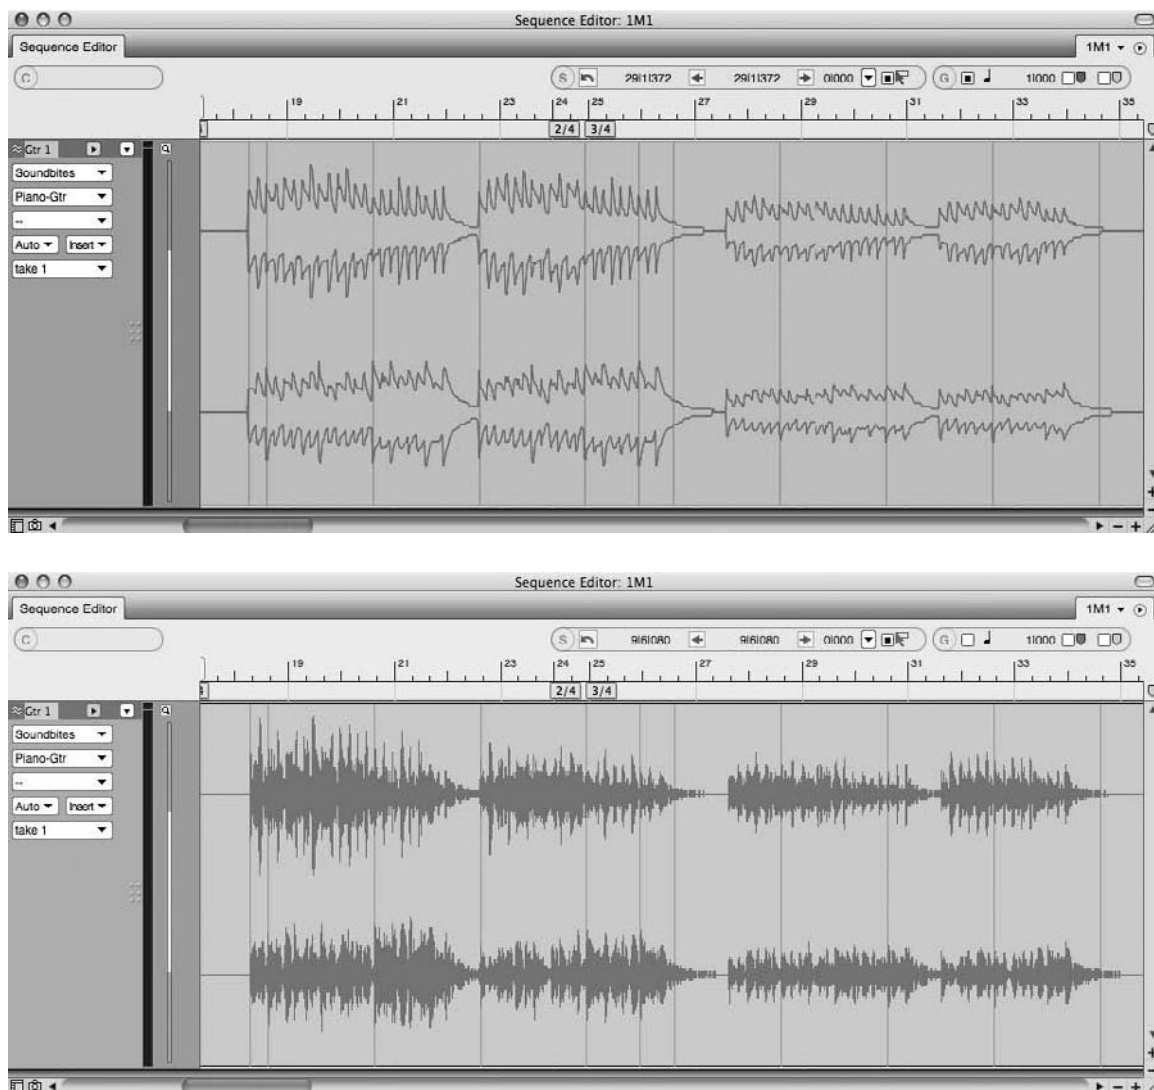 Sequence Editor: 1M1
Sequence Editor 1M1
C S 29|1|372 29|1|372 0|000 G 1|000
19 21 23 24 25 27 29 31 33 35
4 2/4 3/4
Gtr 1
Soundbites
Piano-Gtr
--
Auto Insert
take 1
Sequence Editor: 1M1
Sequence Editor 1M1
C S 9|6|080 9|6|080 0|000 G 1|000
19 21 23 24 25 27 29 31 33 35
4 2/4 3/4
Gtr 1
Soundbites
Piano-Gtr
--
Auto Insert
take 1